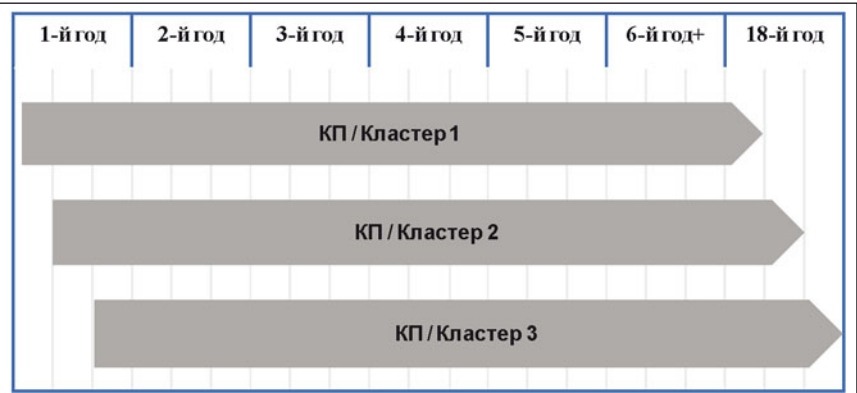 1-й год 2-й год 3-й год 4-й год 5-й год 6-й год+ 18-й год
КП / Кластер 1
КП / Кластер 2
КП / Кластер 3